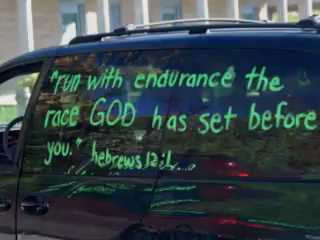 "run with endurance the
race GOD has set before
you." hebrews 12:1